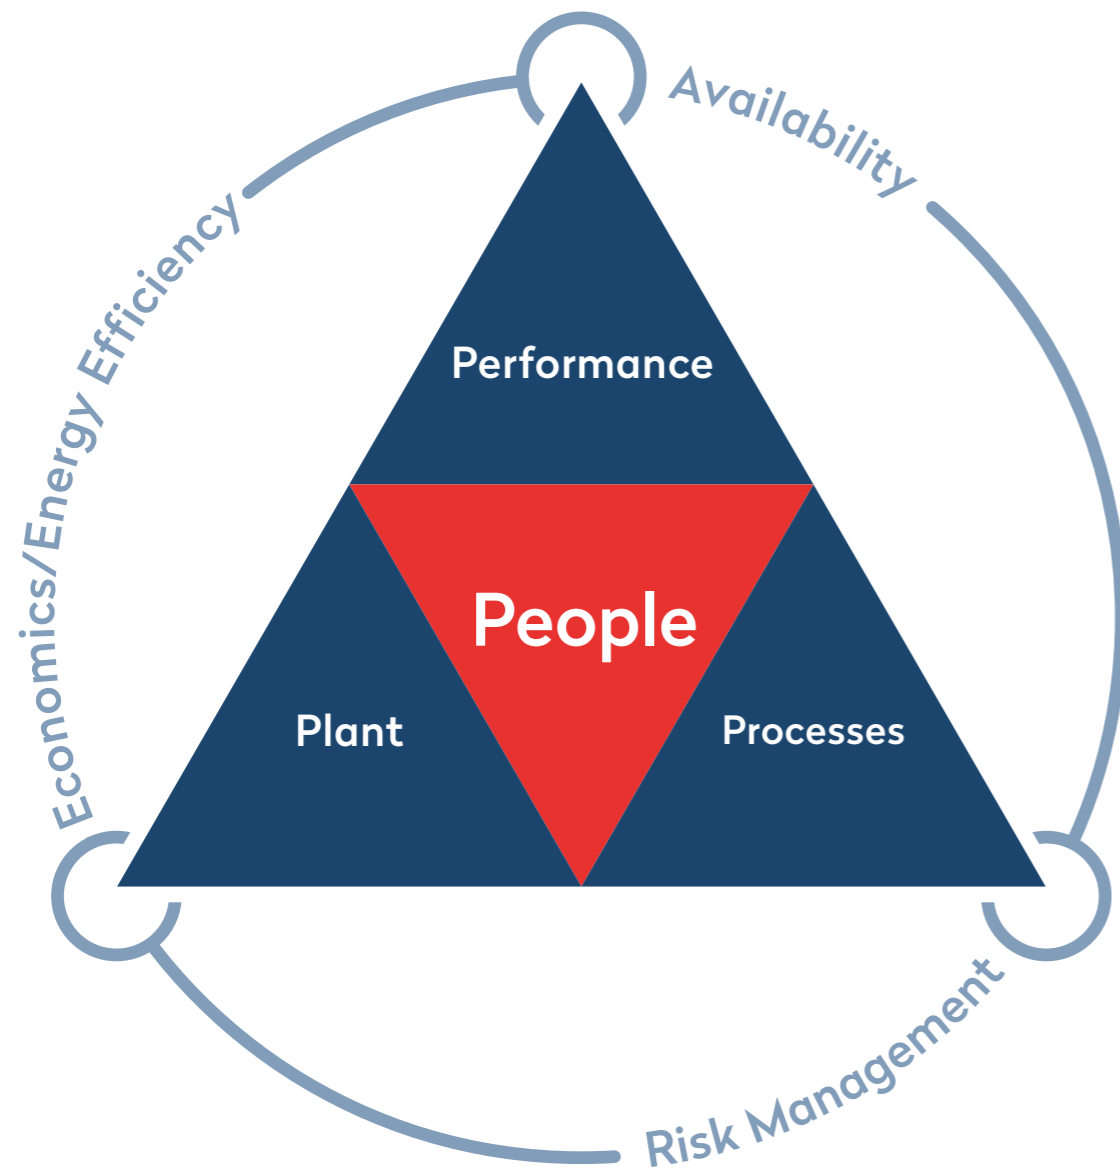 Availability
Economics/Energy Efficiency
Performance
People
Plant
Processes
Risk Management